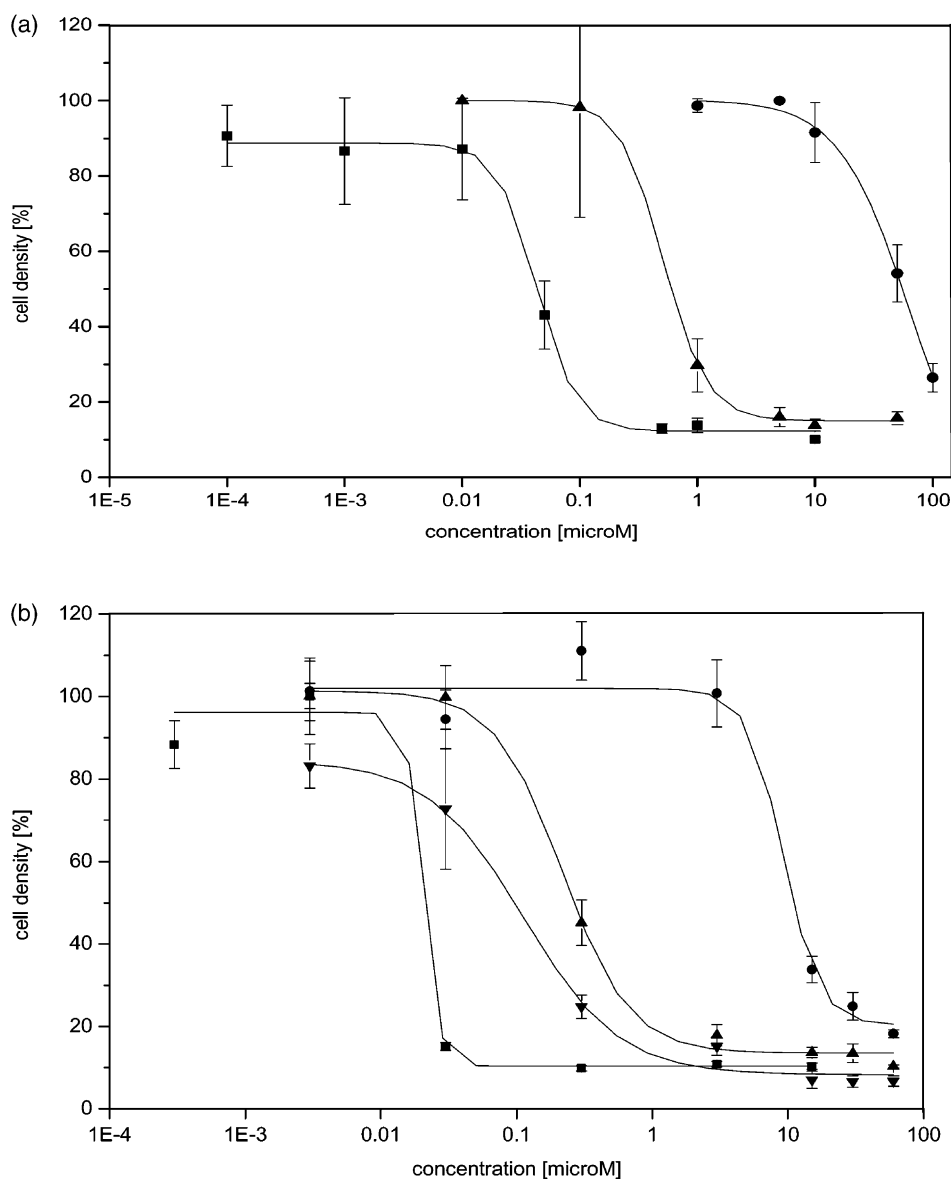 (a)
120
100
80
60
40
20
0
cell density [%]
1E-5 1E-4 1E-3 0.01 0.1 1 10 100
concentration [microM]
(b)
120
100
80
60
40
20
0
cell density [%]
1E-4 1E-3 0.01 0.1 1 10 100
concentration [microM]